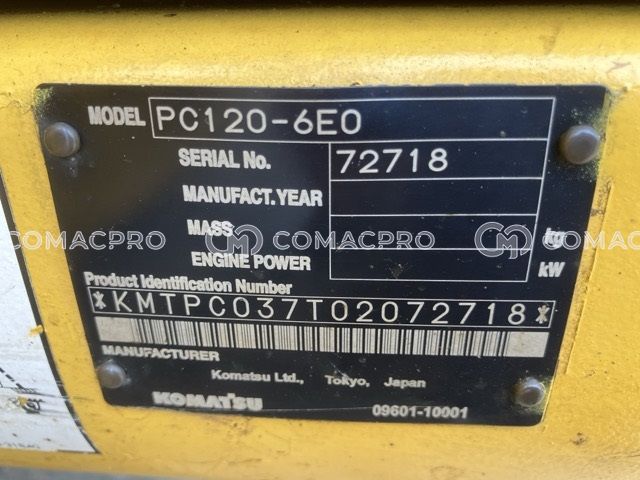 MODEL PC120-6E0
SERIAL No. 72718
MANUFACT.YEAR
MASS kg
COMACPRO COMACPRO COMACPRO
ENGINE POWER kW
Product Identification Number
*KMTPC037T02072718*
MANUFACTURER
Komatsu Ltd., Tokyo, Japan
KOMATSU 09601-10001